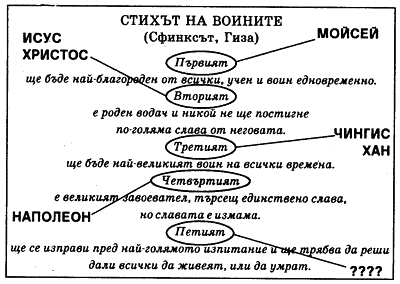 СТИХЪТ НА ВОИНИТЕ
(Сфинксът, Гиза)
ИСУС
ХРИСТОС
МОЙСЕЙ
Първият
ще бъде най-благороден от всички, учен и воин едновременно.
Вторият
е роден водач и никой не ще постигне
по-голяма слава от неговата.
Третият
ЧИНГИС
ХАН
ще бъде най-великият воин на всички времена.
Четвъртият
е великият завоевател, търсещ единствено слава,
НАПОЛЕОН
но славата е измама.
Петият
ще се изправи пред най-голямото изпитание и ще трябва да реши
дали всички да живеят, или да умрат.
????